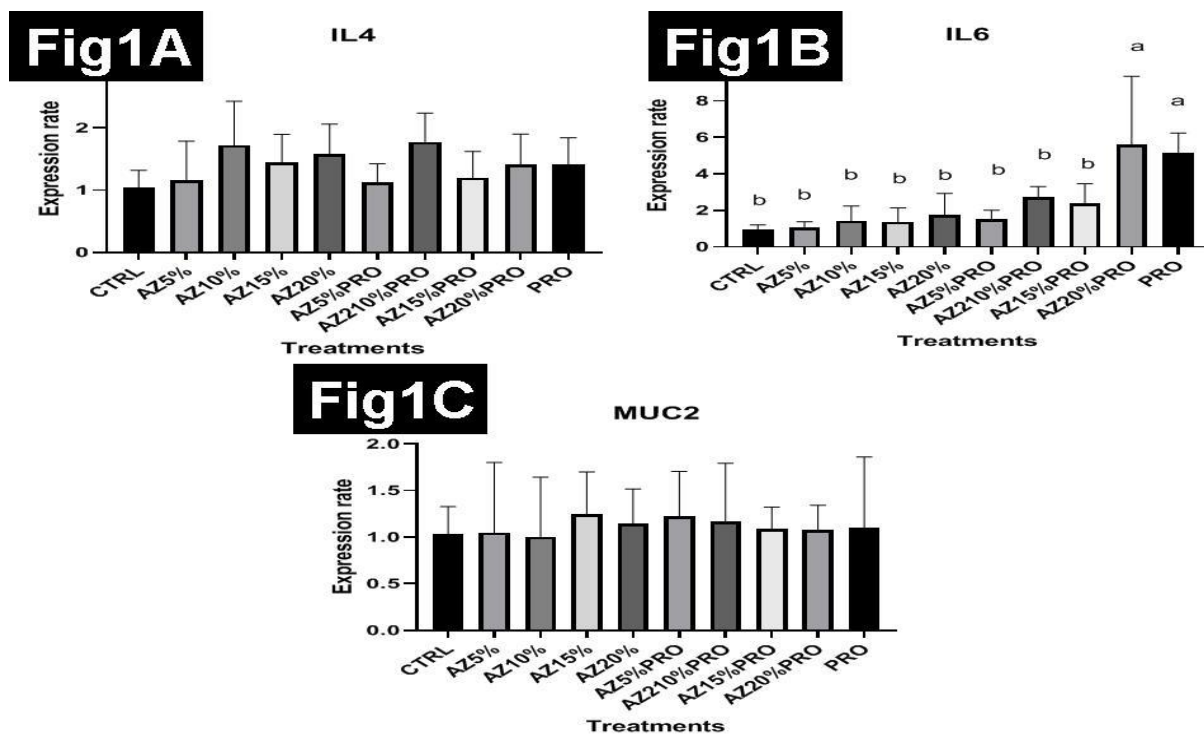 Fig1A
IL4
Expression rate
2
1
0
CTRL
AZ5%
AZ10%
AZ15%
AZ20%
AZ5%PRO
AZ210%PRO
AZ15%PRO
AZ20%PRO
PRO
Treatments
Fig1B
IL6
Expression rate
8
6
4
2
0
b
b
b
b
b
b
b
b
a
a
CTRL
AZ5%
AZ10%
AZ15%
AZ20%
AZ5%PRO
AZ210%PRO
AZ15%PRO
AZ20%PRO
PRO
Treatments
Fig1C
MUC2
Expression rate
2.0
1.5
1.0
0.5
0.0
CTRL
AZ5%
AZ10%
AZ15%
AZ20%
AZ5%PRO
AZ210%PRO
AZ15%PRO
AZ20%PRO
PRO
Treatments